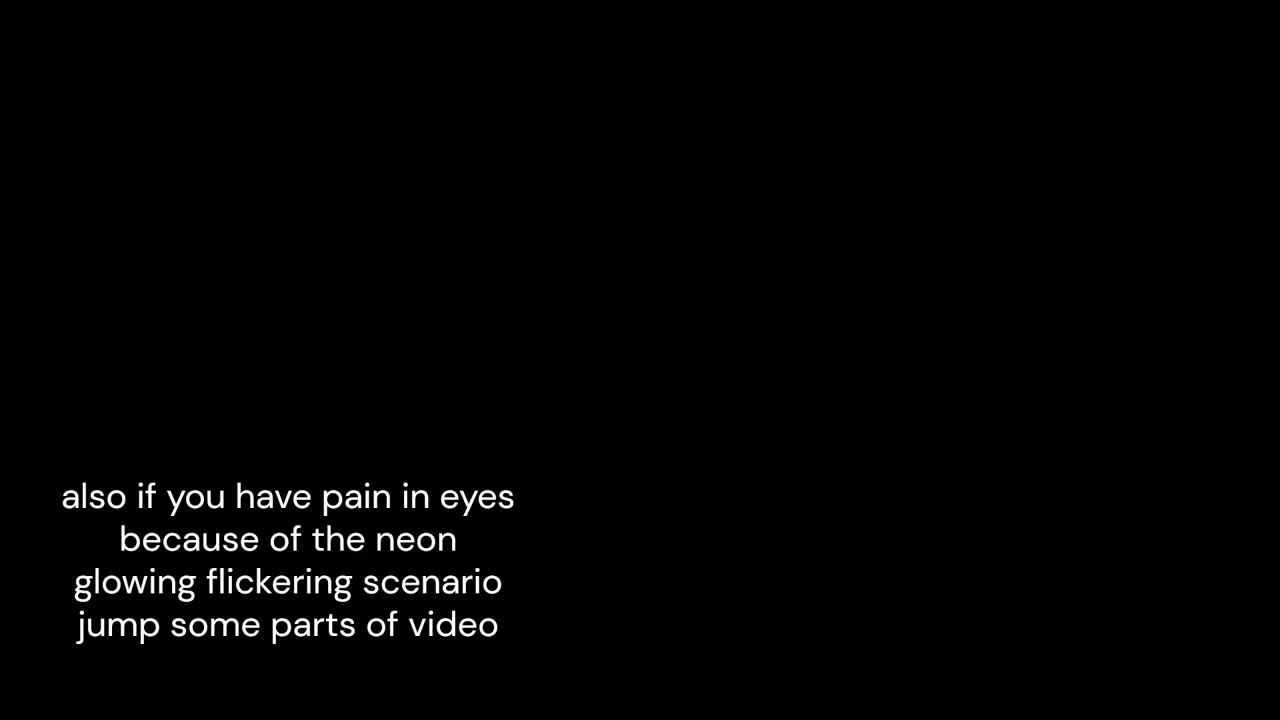 also if you have pain in eyes
because of the neon
glowing flickering scenario
jump some parts of video